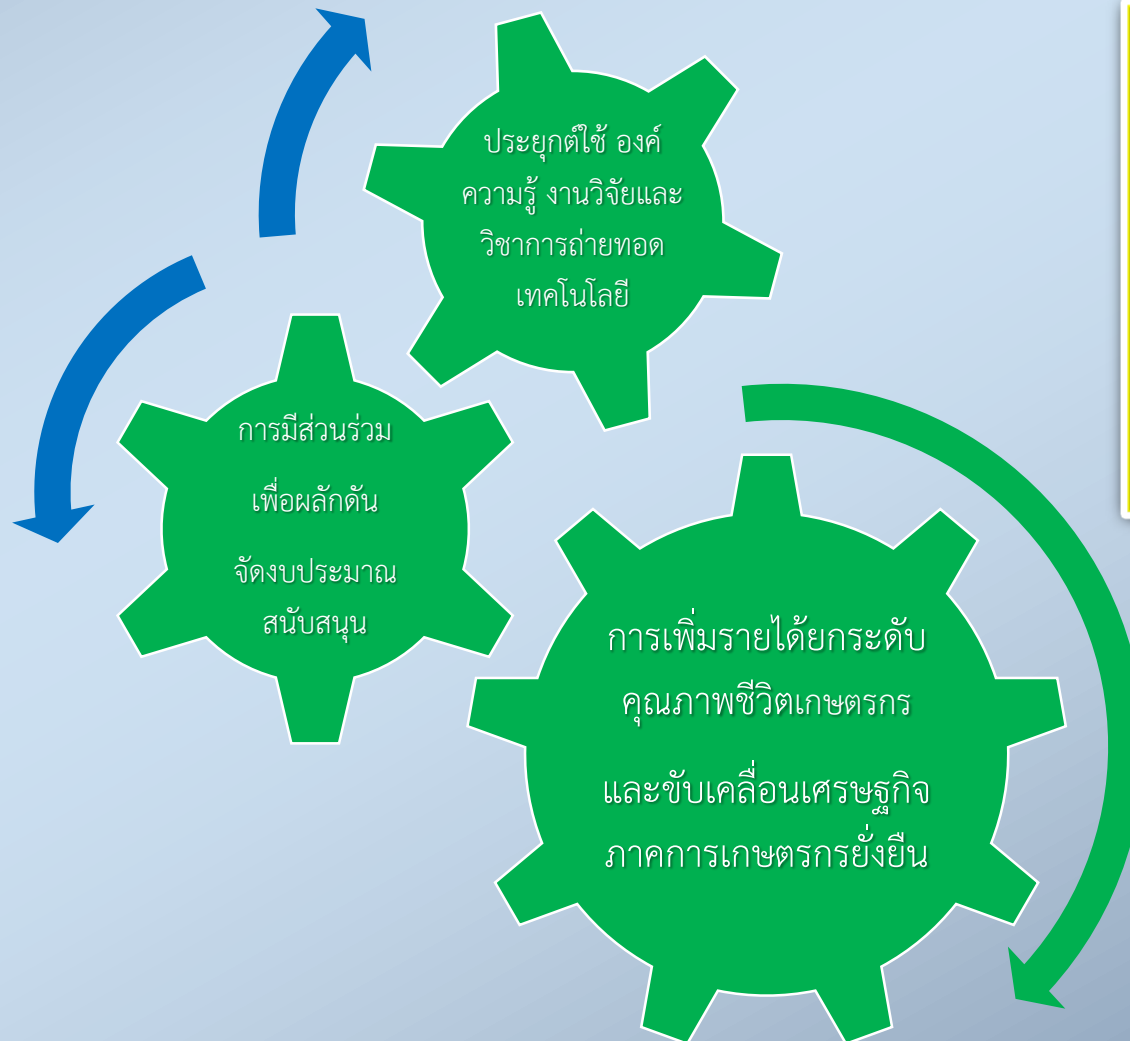 ประยุกต์ใช้ องค์
ความรู้ งานวิจัยและ
วิชาการถ่ายทอด
เทคโนโลยี
การมีส่วนร่วม
เพื่อผลักดัน
จัดงบประมาณ
สนับสนุน
การเพิ่มรายได้ยกระดับ
คุณภาพชีวิตเกษตรกร
และขับเคลื่อนเศรษฐกิจ
ภาคการเกษตรกรยั่งยืน